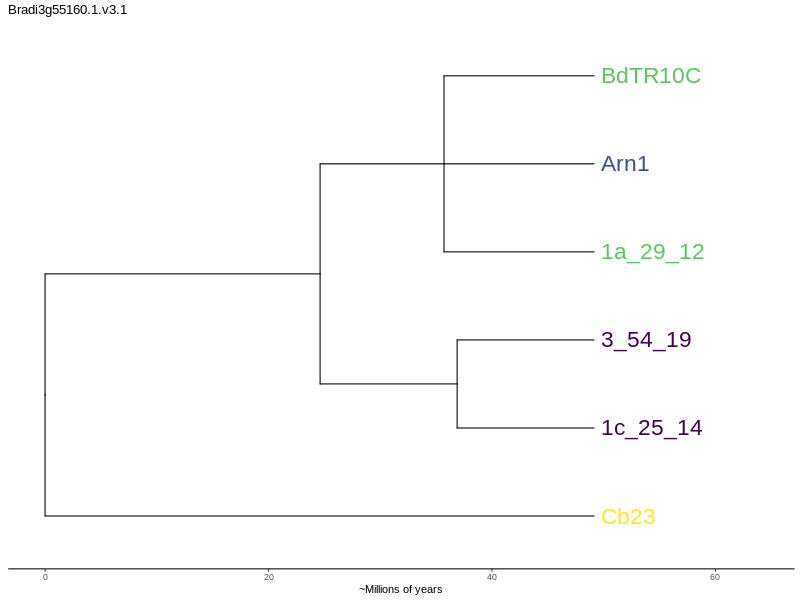 Bradi3g55160.1.v3.1
BdTR10C
Arn1
1a_29_12
3_54_19
1c_25_14
Cb23
0 20 40 60
~Millions of years